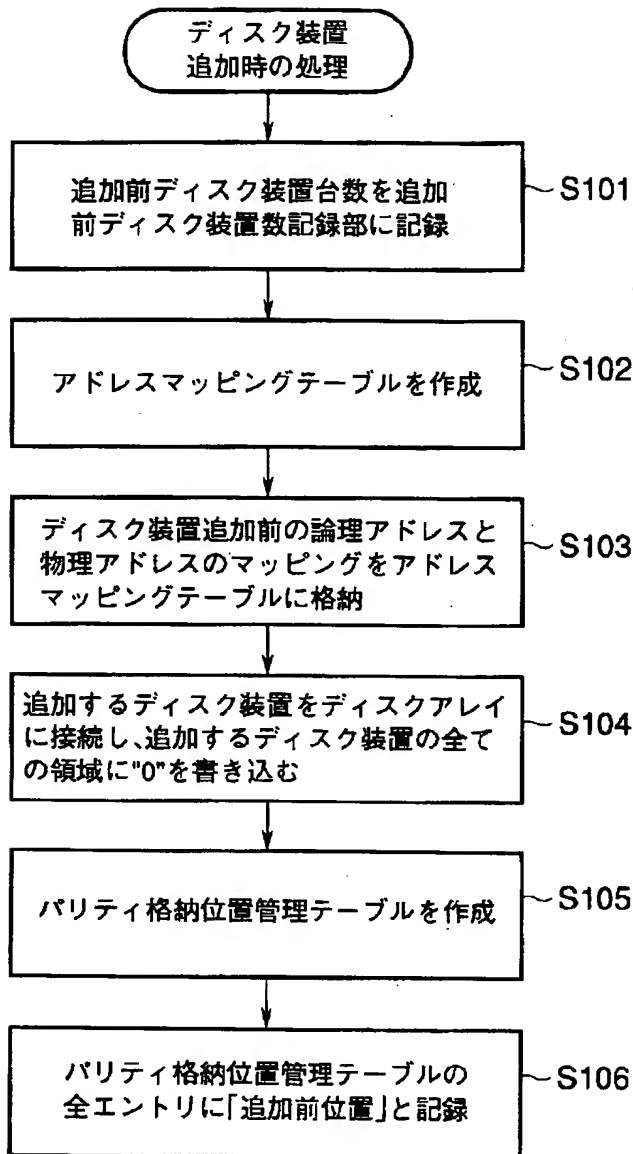 ディスク装置
追加時の処理
追加前ディスク装置台数を追加
前ディスク装置数記録部に記録
S101
アドレスマッピングテーブルを作成
S102
ディスク装置追加前の論理アドレスと
物理アドレスのマッピングをアドレス
マッピングテーブルに格納
S103
追加するディスク装置をディスクアレイ
に接続し、追加するディスク装置の全て
の領域に"0"を書き込む
S104
パリティ格納位置管理テーブルを作成
S105
パリティ格納位置管理テーブルの
全エントリに「追加前位置」と記録
S106